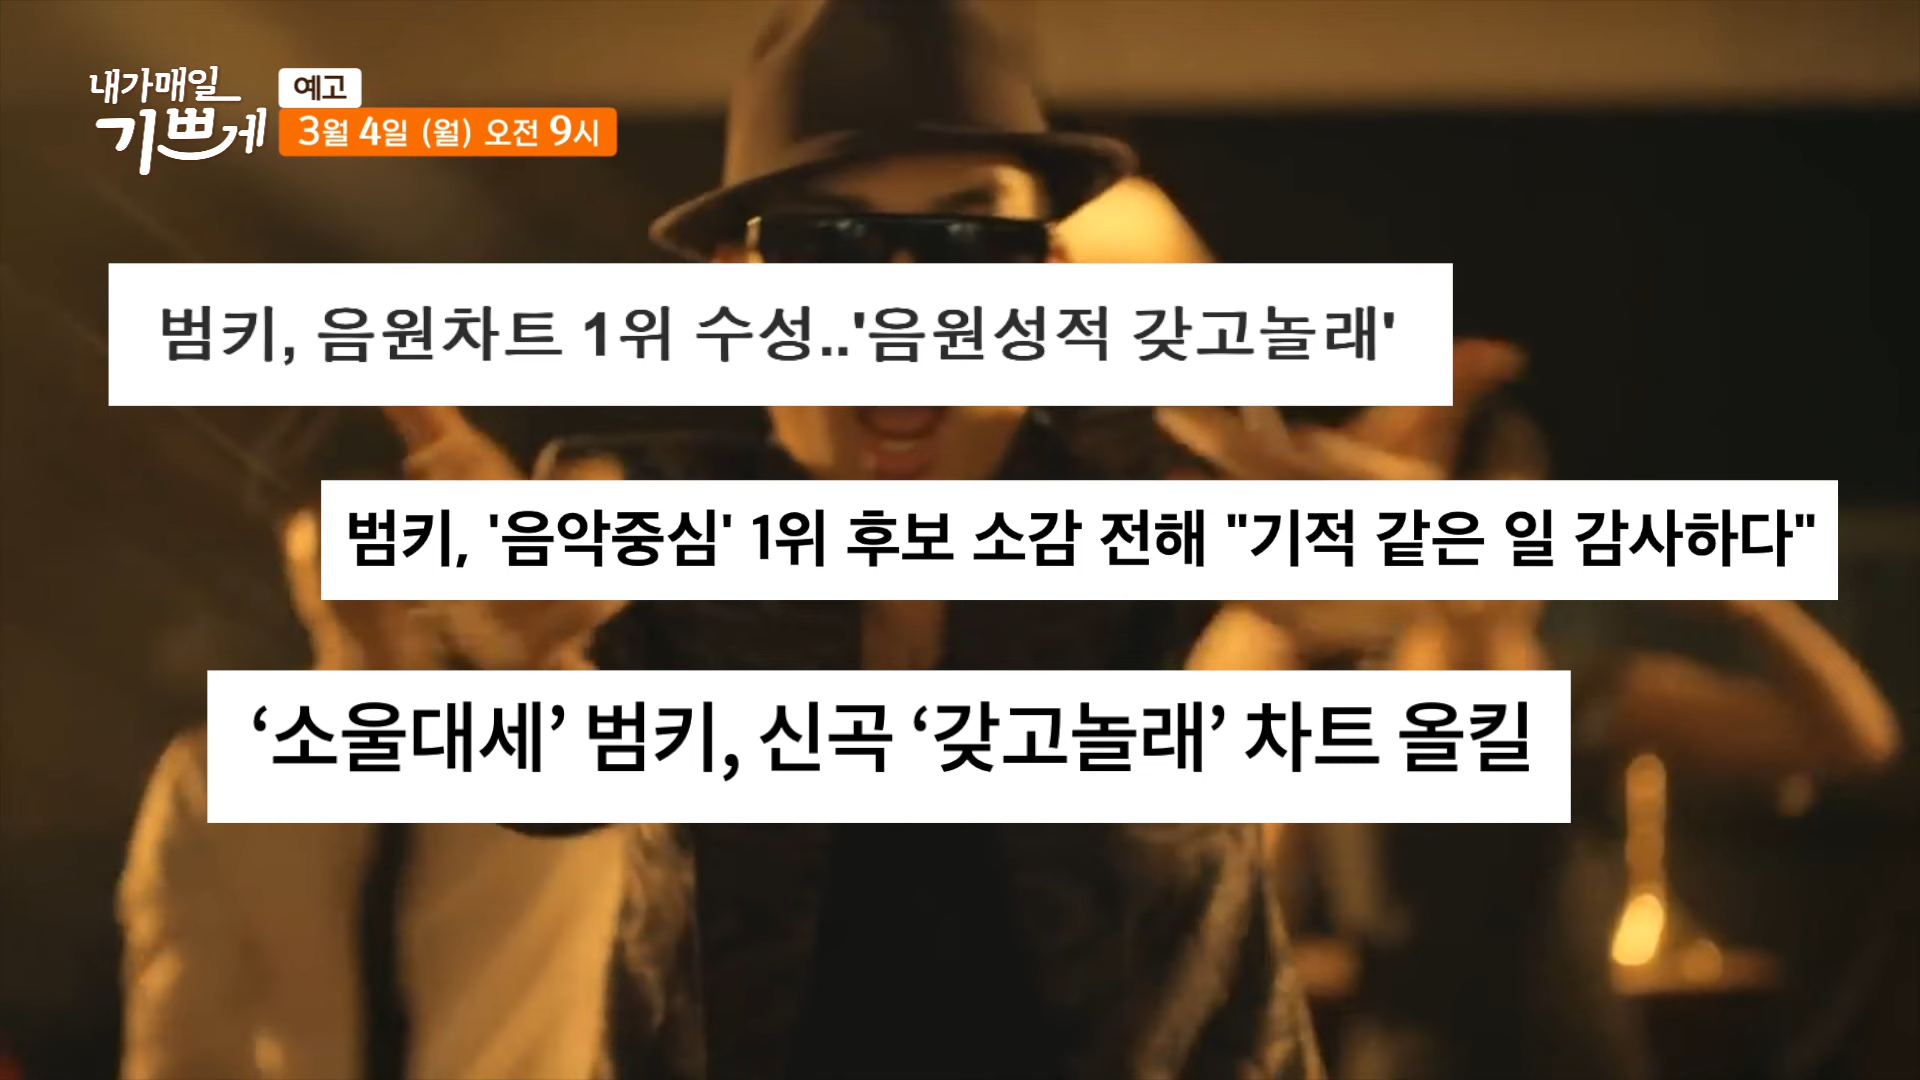 내가매일
기쁘게
예고
3월 4일 (월) 오전 9시
범키, 음원차트 1위 수성..'음원성적 갖고놀래'
범키, '음악중심' 1위 후보 소감 전해 "기적 같은 일 감사하다"
‘소울대세’ 범키, 신곡 ‘갖고놀래’ 차트 올킬